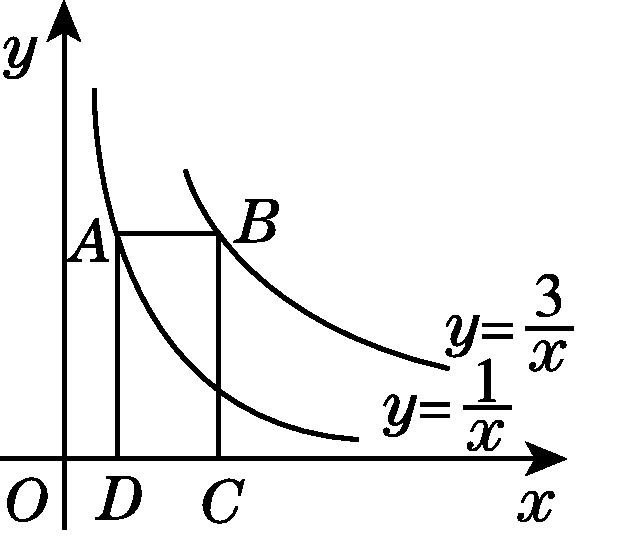 y
A B
y=3/x
y=1/x
O D C x